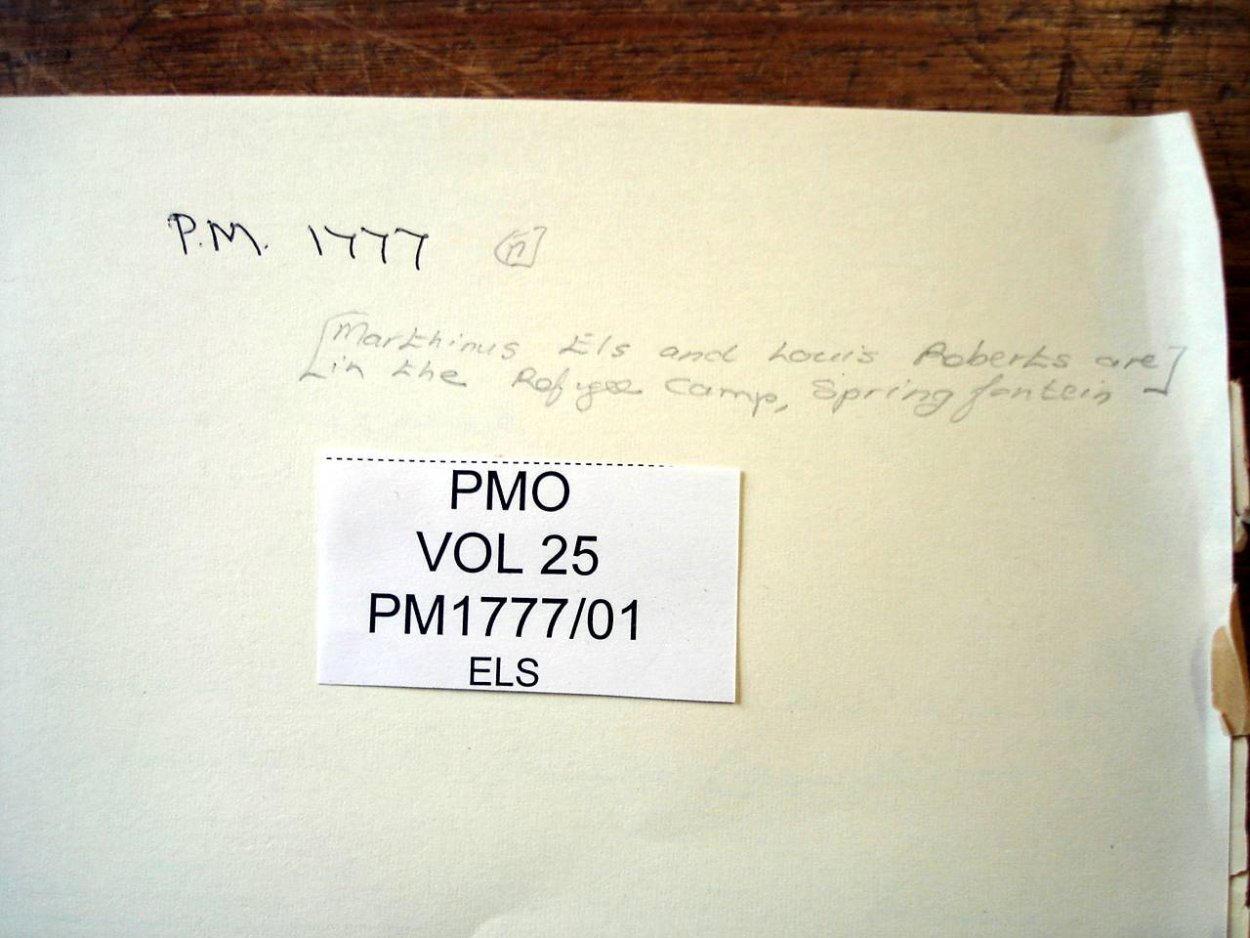 P.M. 1777 [n]
[Marthinus Els and Louis Roberts are]
in the Refugee Camp, Springfontein
PMO
VOL 25
PM1777/01
ELS